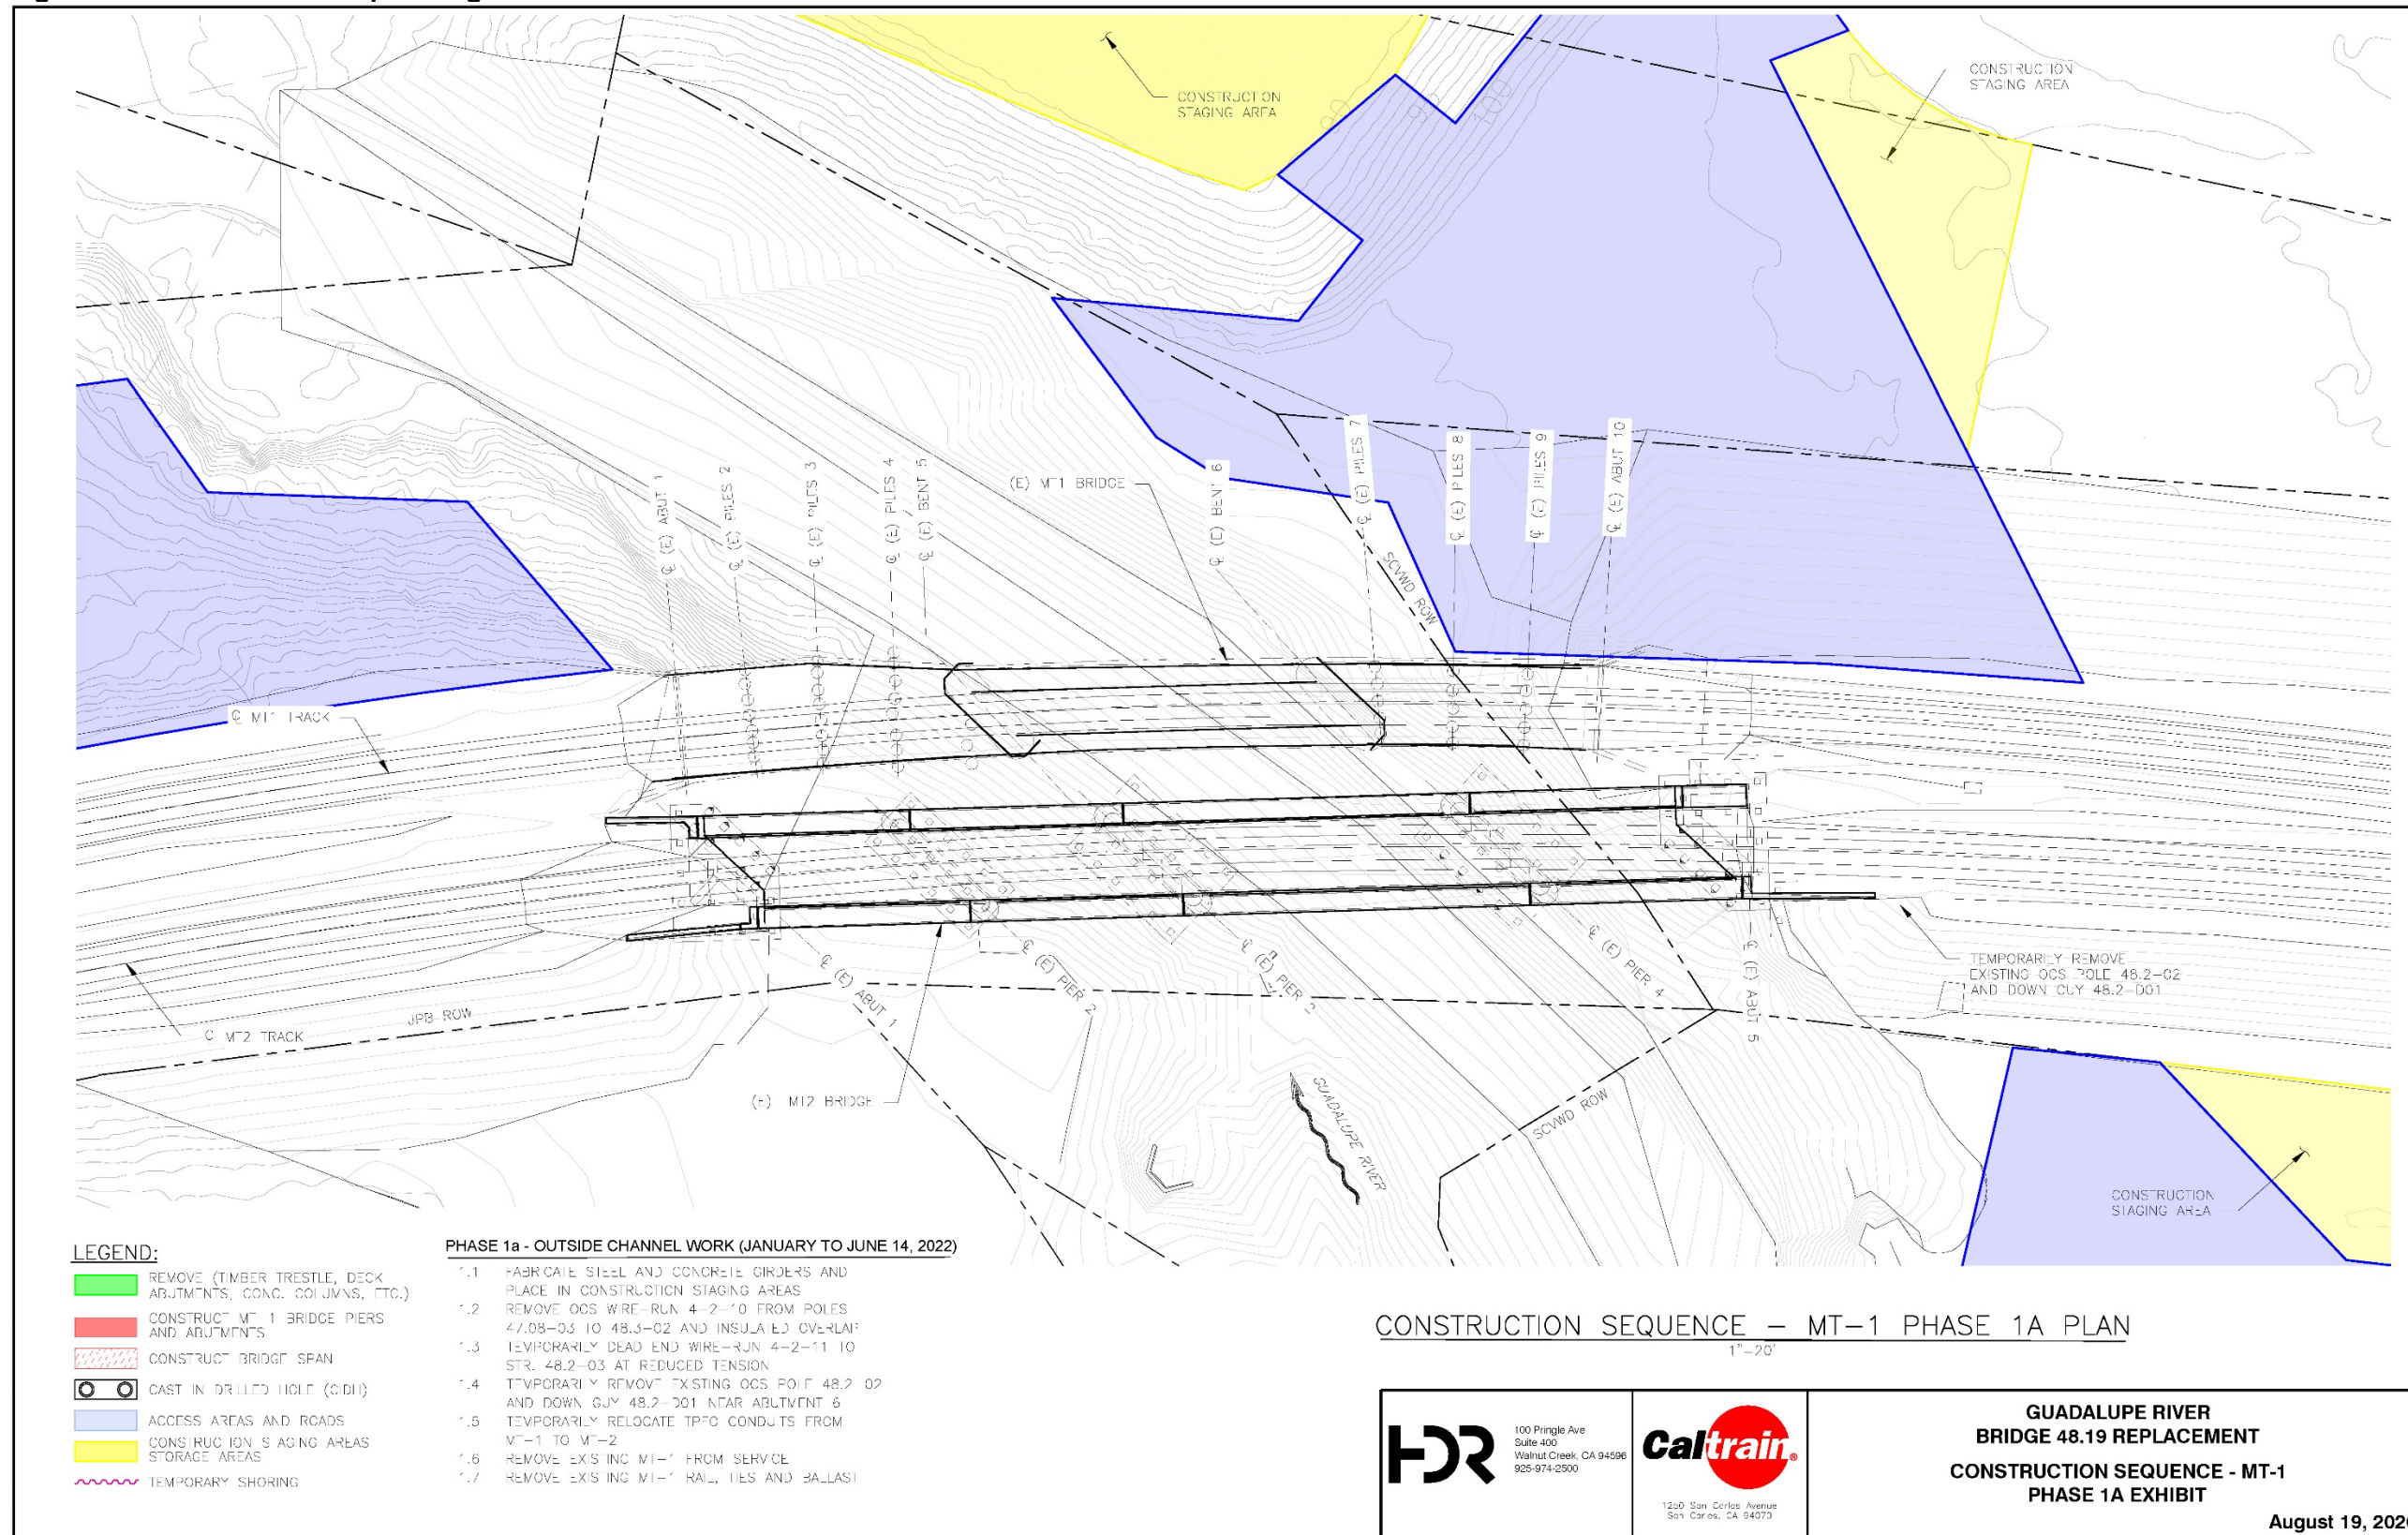 CONSTRUCTION
STAGING AREA
CONSTRUCTION
STAGING AREA
90
100
(E) MT1 BRIDGE
℄ (E) ABUT 1
℄ (E) PILES 2
℄ (E) PILES 3
℄ (E) PILES 4
℄ (E) BENT 5
℄ (E) BENT 6
℄ (E) PILES 7
℄ (E) PILES 8
℄ (E) PILES 9
℄ (E) ABUT 10
SCVWD ROW
℄ MT1 TRACK
℄ MT2 TRACK
JPB ROW
(E) MT2 BRIDGE
℄ (E) ABUT 1
℄ (E) PIER 2
℄ (E) PIER 3
℄ (E) PIER 4
℄ (E) ABUT 5
TEMPORARILY REMOVE
EXISTING OCS POLE 48.2-02
AND DOWN GUY 48.2-D01
GUADALUPE RIVER
SCVWD ROW
CONSTRUCTION
STAGING AREA
LEGEND:
REMOVE (TIMBER TRESTLE, DECK
ABUTMENTS, CONC. COLUMNS, ETC.)
CONSTRUCT MT-1 BRIDGE PIERS
AND ABUTMENTS
CONSTRUCT BRIDGE SPAN
CAST IN DRILLED HOLE (CIDH)
ACCESS AREAS AND ROADS
CONSTRUCTION STAGING AREAS
STORAGE AREAS
TEMPORARY SHORING
PHASE 1a - OUTSIDE CHANNEL WORK (JANUARY TO JUNE 14, 2022)
1.1 FABRICATE STEEL AND CONCRETE GIRDERS AND
PLACE IN CONSTRUCTION STAGING AREAS
1.2 REMOVE OCS WIRE-RUN 4-2-10 FROM POLES
47.08-03 TO 48.3-02 AND INSULATED OVERLAP
1.3 TEMPORARILY DEAD END WIRE-RUN 4-2-11 TO
STR. 48.2-03 AT REDUCED TENSION
1.4 TEMPORARILY REMOVE EXISTING OCS POLE 48.2-02
AND DOWN GUY 48.2-D01 NEAR ABUTMENT 6
1.5 TEMPORARILY RELOCATE TPFO CONDUITS FROM
MT-1 TO MT-2
1.6 REMOVE EXISTING MT-1 FROM SERVICE
1.7 REMOVE EXISTING MT-1 RAIL, TIES AND BALLAST
CONSTRUCTION SEQUENCE - MT-1 PHASE 1A PLAN
1"=20'
HDR
100 Pringle Ave
Suite 400
Walnut Creek, CA 94596
925-974-2500
Caltrain
1250 San Carlos Avenue
San Carlos, CA 94070
GUADALUPE RIVER
BRIDGE 48.19 REPLACEMENT
CONSTRUCTION SEQUENCE - MT-1
PHASE 1A EXHIBIT
August 19, 202